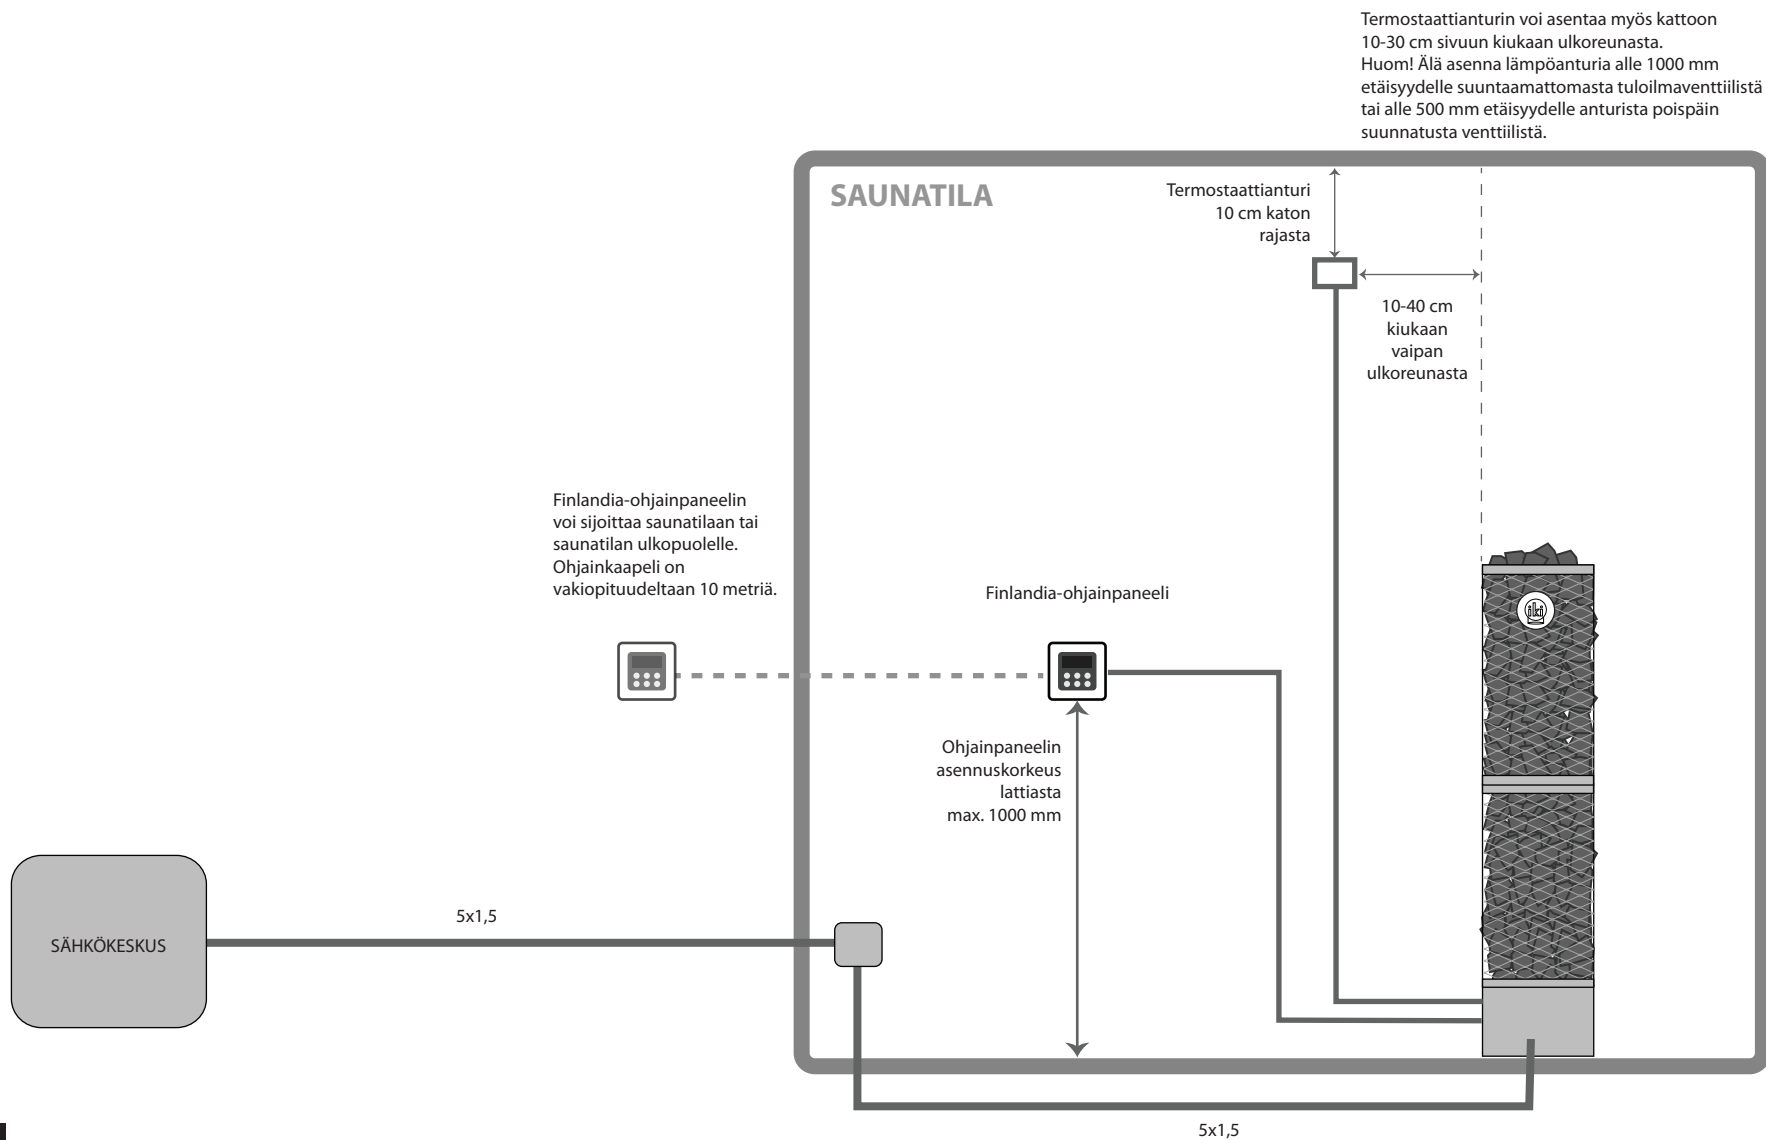 Termostaattianturin voi asentaa myös kattoon
10-30 cm sivuun kiukaan ulkoreunasta.
Huom! Älä asenna lämpöanturia alle 1000 mm
etäisyydelle suuntaamattomasta tuloilmaventtiilistä
tai alle 500 mm etäisyydelle anturista poispäin
suunnatusta venttiilistä.
SAUNATILA
Termostaattianturi
10 cm katon
rajasta
10-40 cm
kiukaan
vaipan
ulkoreunasta
Finlandia-ohjainpaneelin
voi sijoittaa saunatilaan tai
saunatilan ulkopuolelle.
Ohjainkaapeli on
vakiopituudeltaan 10 metriä.
Finlandia-ohjainpaneeli
iki
Ohjainpaneelin
asennuskorkeus
lattiasta
max. 1000 mm
SÄHKÖKESKUS
5x1,5
5x1,5